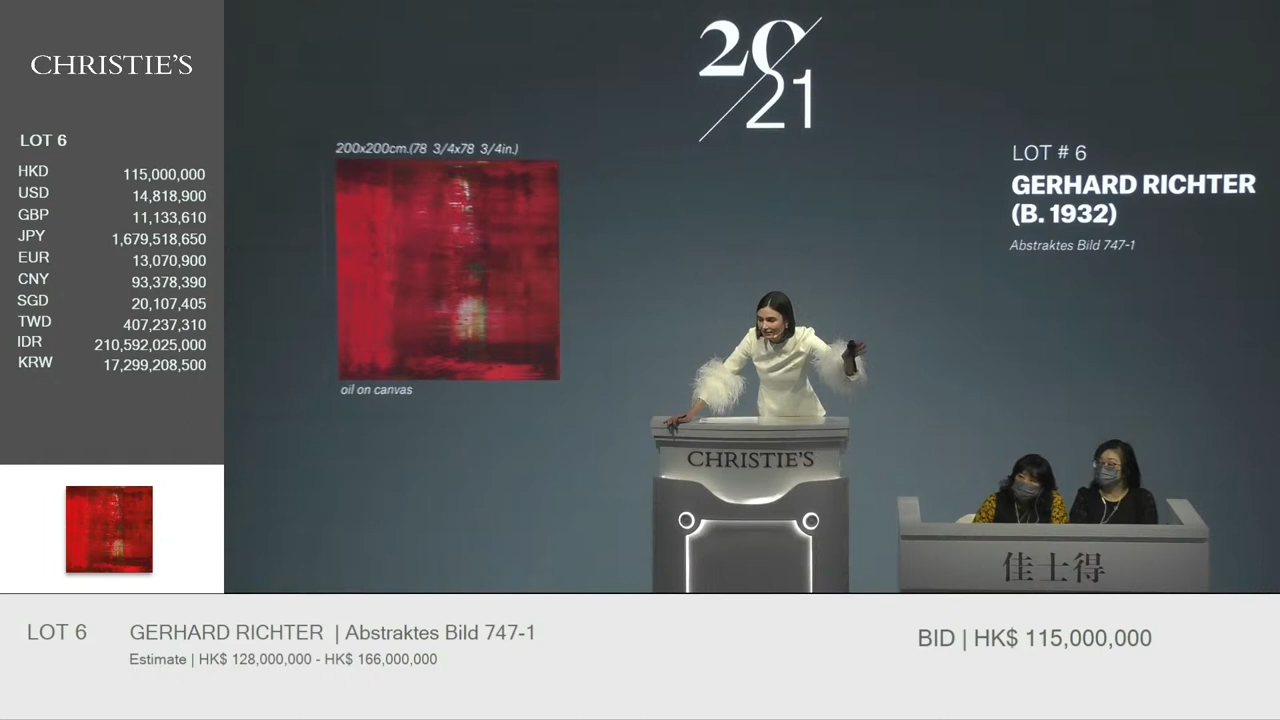 CHRISTIE'S
LOT 6
HKD 115,000,000
USD 14,818,900
GBP 11,133,610
JPY 1,679,518,650
EUR 13,070,900
CNY 93,378,390
SGD 20,107,405
TWD 407,237,310
IDR 210,592,025,000
KRW 17,299,208,500
20
21
200x200cm.(78 3/4x78 3/4in.)
oil on canvas
LOT # 6
GERHARD RICHTER
(B. 1932)
Abstraktes Bild 747-1
CHRISTIE'S
佳士得
LOT 6 GERHARD RICHTER | Abstraktes Bild 747-1
Estimate | HK$ 128,000,000 - HK$ 166,000,000
BID | HK$ 115,000,000